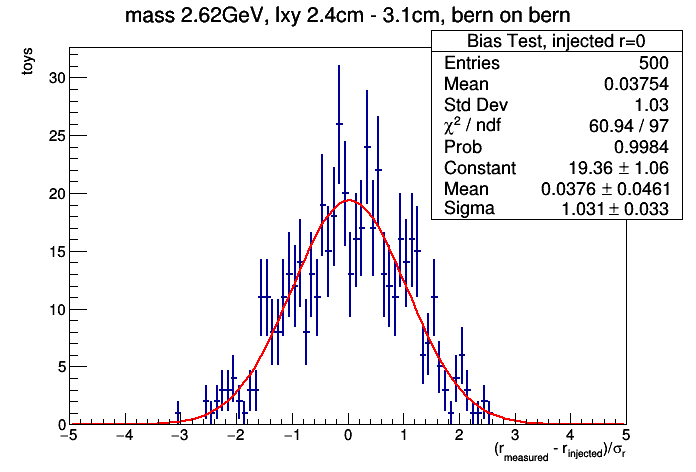 mass 2.62GeV, lxy 2.4cm - 3.1cm, bern on bern
Bias Test, injected r=0
Entries 500
Mean 0.03754
Std Dev 1.03
χ² / ndf 60.94 / 97
Prob 0.9984
Constant 19.36 ± 1.06
Mean 0.0376 ± 0.0461
Sigma 1.031 ± 0.033
toys
30
25
20
15
10
5
0
−5 −4 −3 −2 −1 0 1 2 3 4 5
(r_measured - r_injected)/σ_r